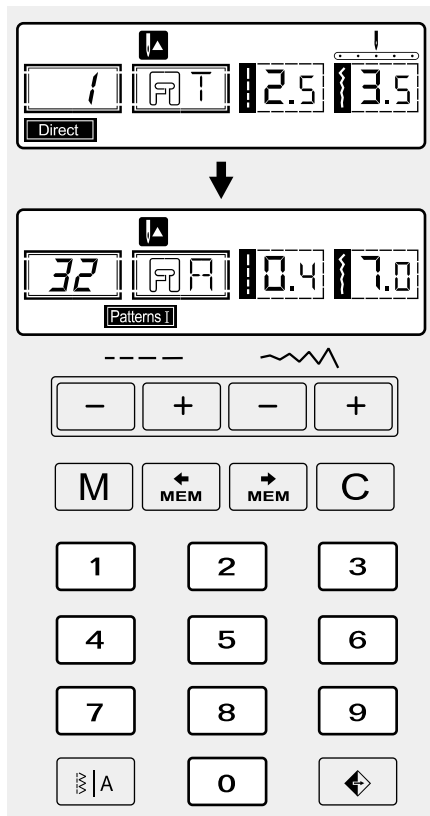 1 T 2.5 3.5
Direct
32 A 0.4 7.0
Patterns I
- + - +
M MEM MEM C
1 2 3
4 5 6
7 8 9
A 0